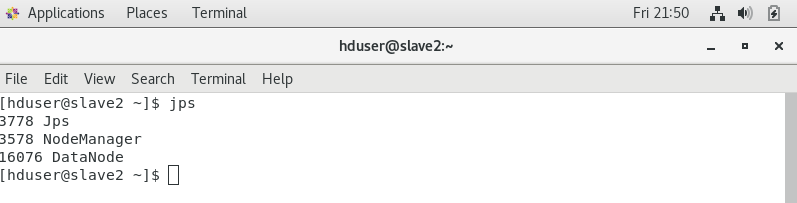 Applications Places Terminal Fri 21:50
hduser@slave2:~
File Edit View Search Terminal Help
[hduser@slave2 ~]$ jps
3778 Jps
3578 NodeManager
16076 DataNode
[hduser@slave2 ~]$